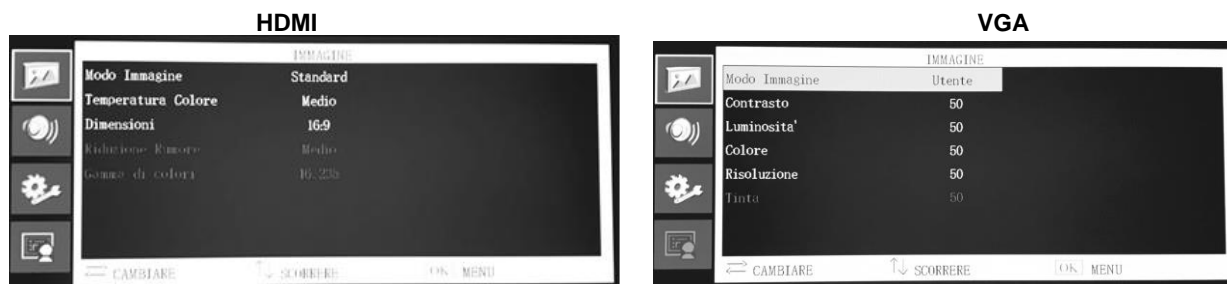 HDMI
IMMAGINE
Modo Immagine Standard
Temperatura Colore Medio
Dimensioni 16:9
Riduzione Rumore Medio
Gamma di colori 16.235
CAMBIARE SCORRERE OK MENU
VGA
IMMAGINE
Modo Immagine Utente
Contrasto 50
Luminosita' 50
Colore 50
Risoluzione 50
Tinta 50
CAMBIARE SCORRERE OK MENU